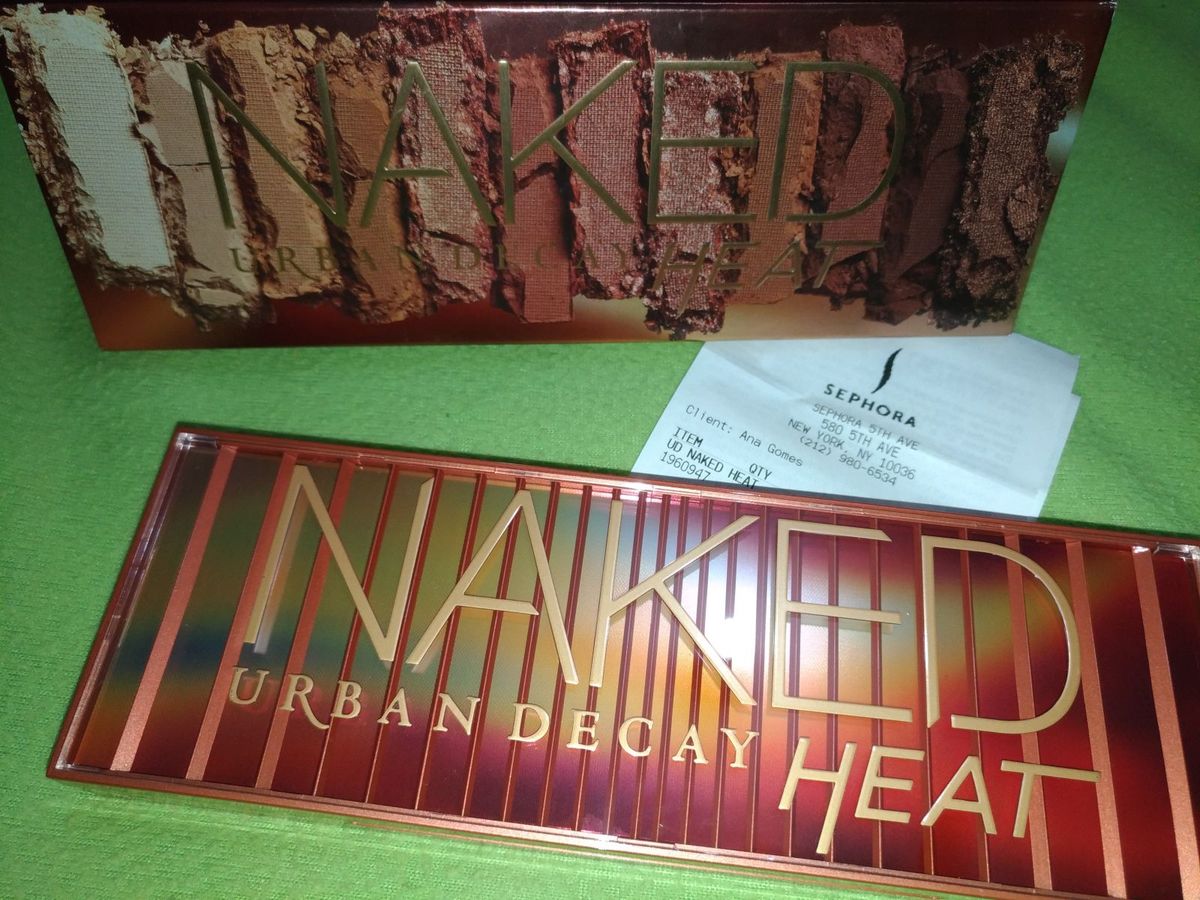 NAKED
URBAN DECAY HEAT
SEPHORA
SEPHORA 5TH AVE
580 5TH AVE
NEW YORK, NY 10036
(212) 980-6534
Client: Ana Gomes
ITEM QTY
UD NAKED HEAT
1960947
NAKED
URBAN DECAY HEAT